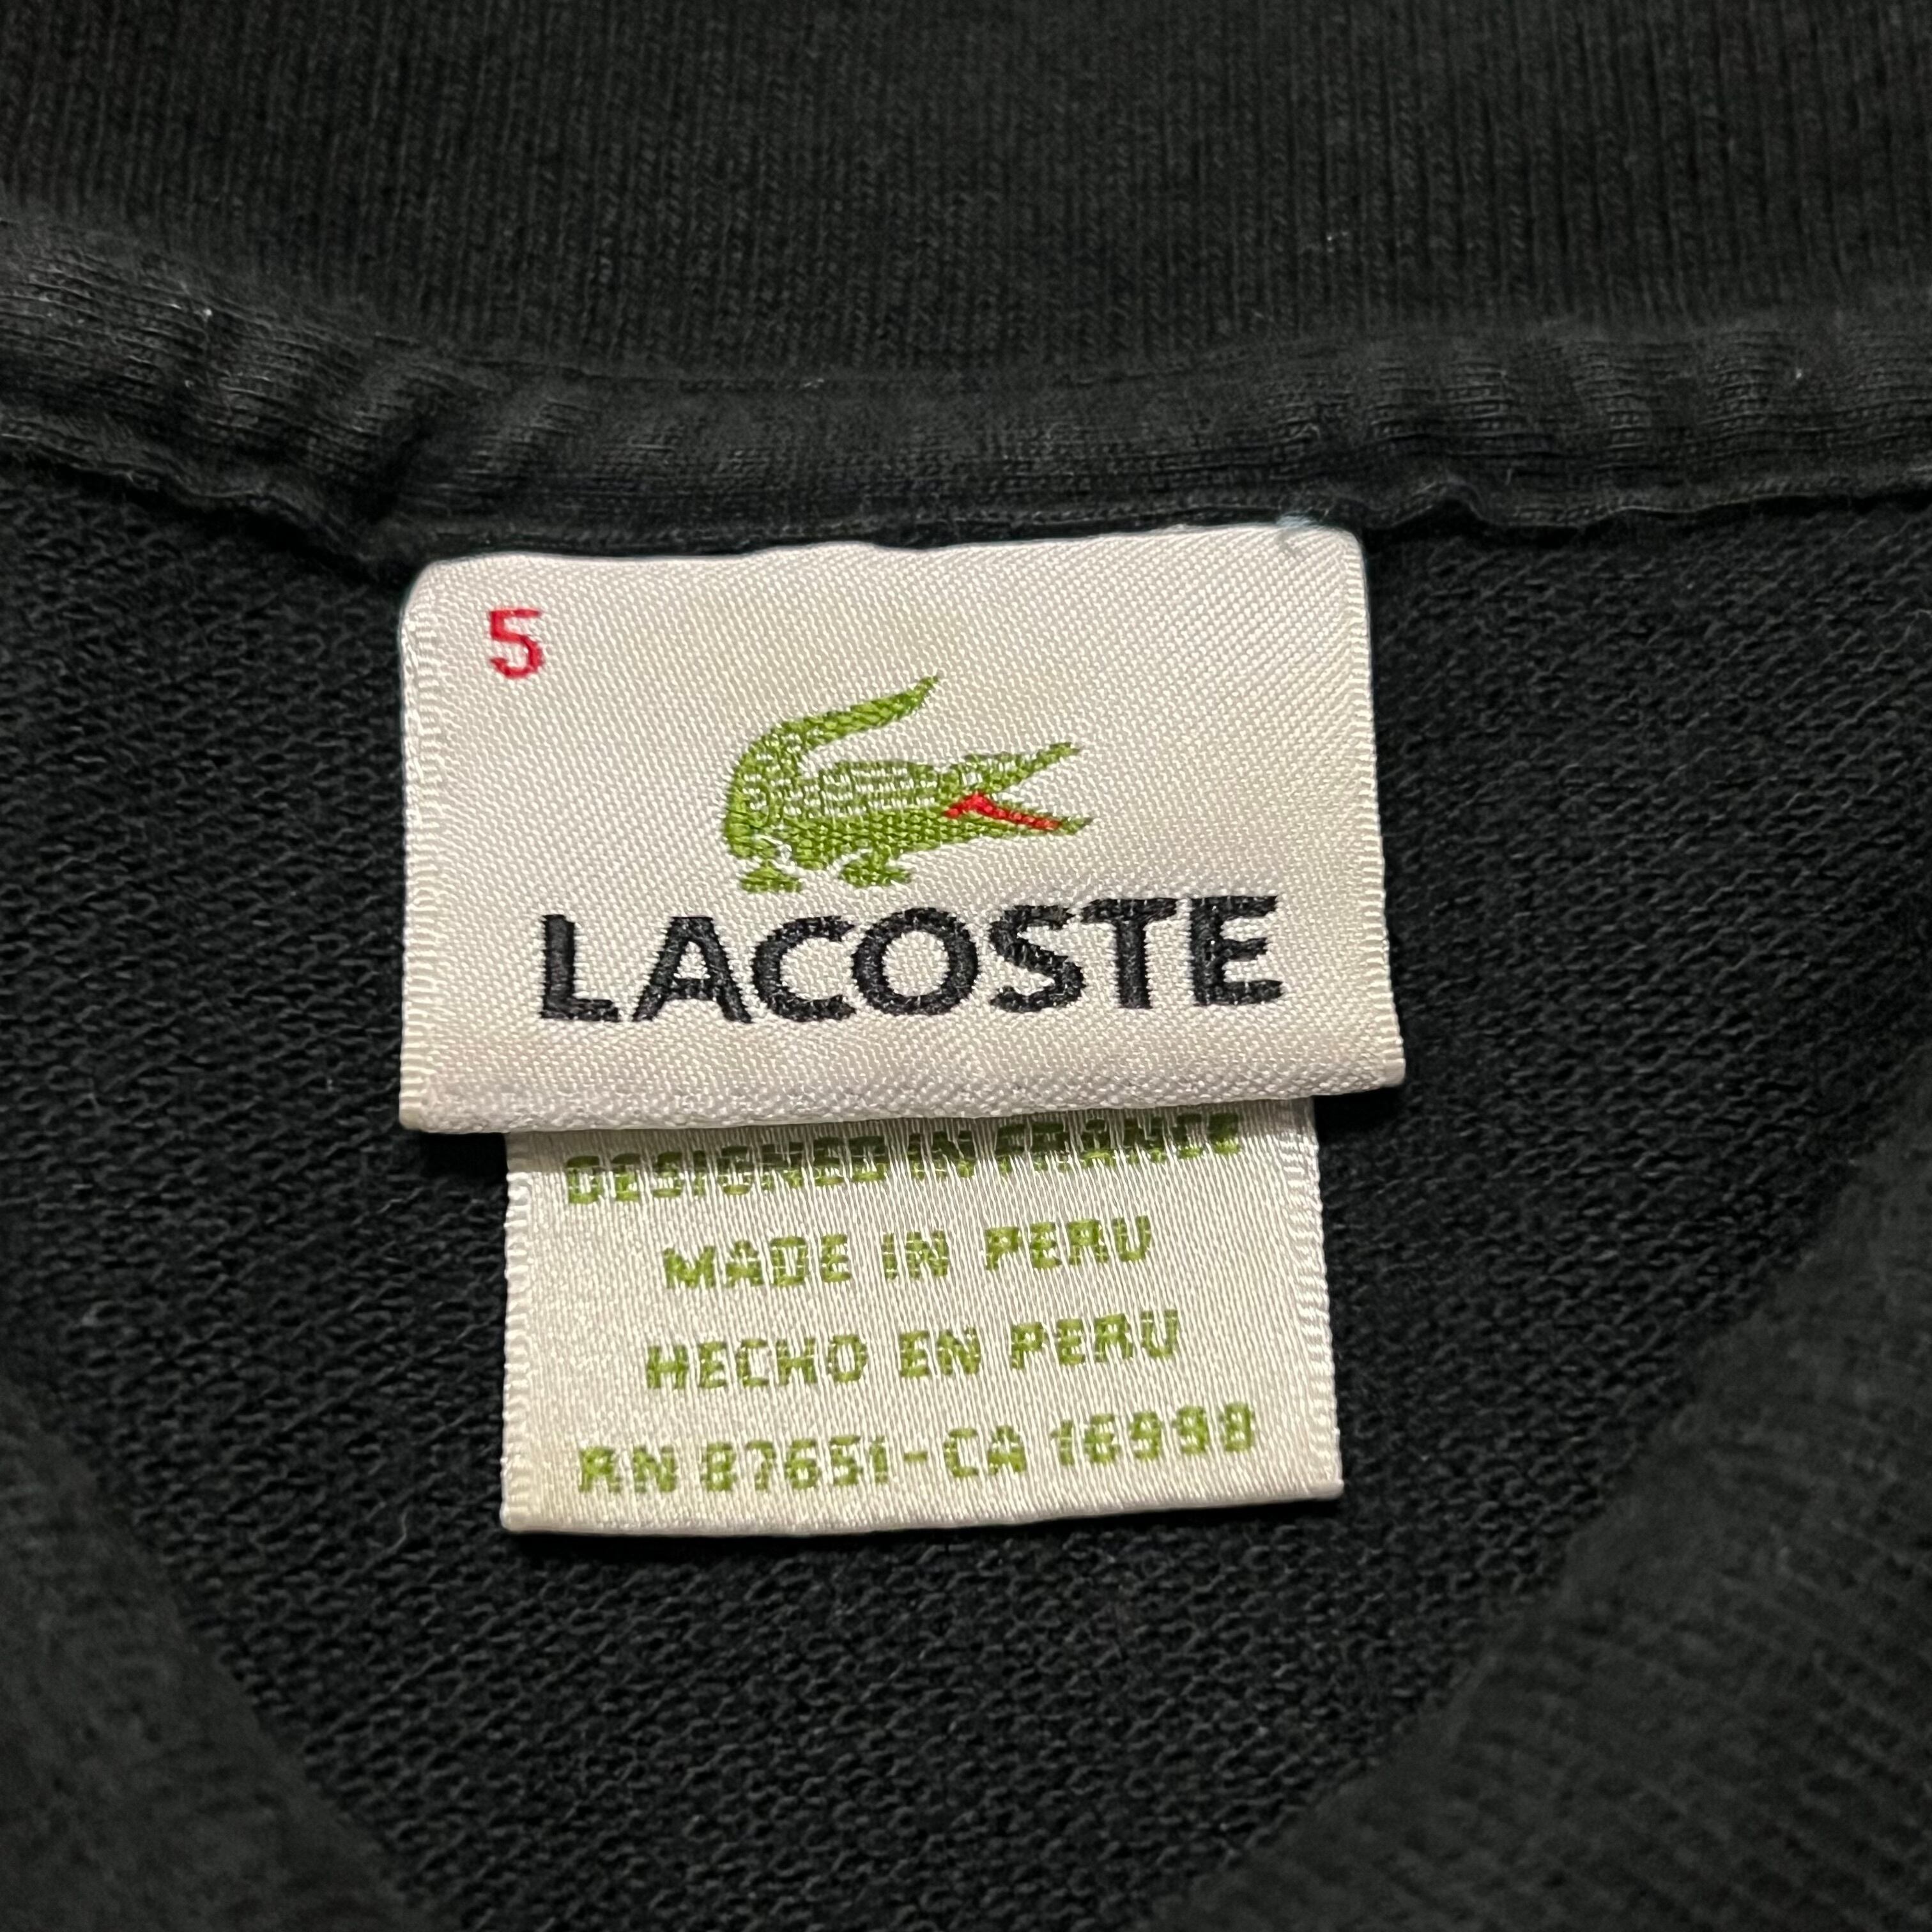 5
LACOSTE
DESIGNED IN FRANCE
MADE IN PERU
HECHO EN PERU
RN 87651-CA 16998